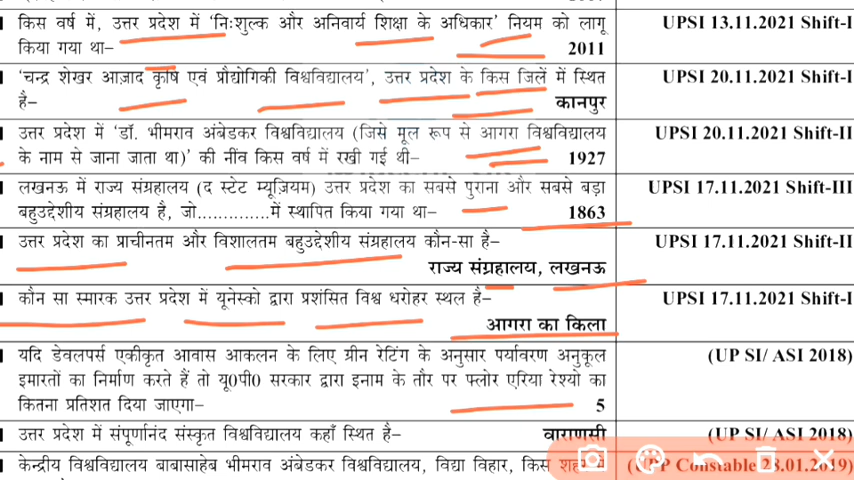 किस वर्ष में, उत्तर प्रदेश में 'निःशुल्क और अनिवार्य शिक्षा के अधिकार' नियम को लागू UPSI 13.11.2021 Shift-I
किया गया था– 2011
'चन्द्र शेखर आज़ाद कृषि एवं प्रौद्योगिकी विश्वविद्यालय', उत्तर प्रदेश के किस जिलें में स्थित UPSI 20.11.2021 Shift-I
है– कानपुर
उत्तर प्रदेश में 'डॉ. भीमराव अंबेडकर विश्वविद्यालय (जिसे मूल रूप से आगरा विश्वविद्यालय UPSI 20.11.2021 Shift-II
के नाम से जाना जाता था)' की नींव किस वर्ष में रखी गई थी– 1927
लखनऊ में राज्य संग्रहालय (द स्टेट म्यूज़ियम) उत्तर प्रदेश का सबसे पुराना और सबसे बड़ा UPSI 17.11.2021 Shift-III
बहुउद्देशीय संग्रहालय है, जो..............में स्थापित किया गया था– 1863
उत्तर प्रदेश का प्राचीनतम और विशालतम बहुउद्देशीय संग्रहालय कौन-सा है– UPSI 17.11.2021 Shift-II
राज्य संग्रहालय, लखनऊ
कौन सा स्मारक उत्तर प्रदेश में यूनेस्को द्वारा प्रशंसित विश्व धरोहर स्थल है– UPSI 17.11.2021 Shift-I
आगरा का किला
यदि डेवलपर्स एकीकृत आवास आकलन के लिए ग्रीन रेटिंग के अनुसार पर्यावरण अनुकूल (UP SI/ ASI 2018)
इमारतों का निर्माण करते हैं तो यू0पी0 सरकार द्वारा इनाम के तौर पर फ्लोर एरिया रेश्यो का
कितना प्रतिशत दिया जाएगा– 5
उत्तर प्रदेश में संपूर्णानंद संस्कृत विश्वविद्यालय कहाँ स्थित है– वाराणसी (UP SI/ ASI 2018)
केन्द्रीय विश्वविद्यालय बाबासाहेब भीमराव अंबेडकर विश्वविद्यालय, विद्या विहार, किस शहर में (UPP Constable 28.01.2019)